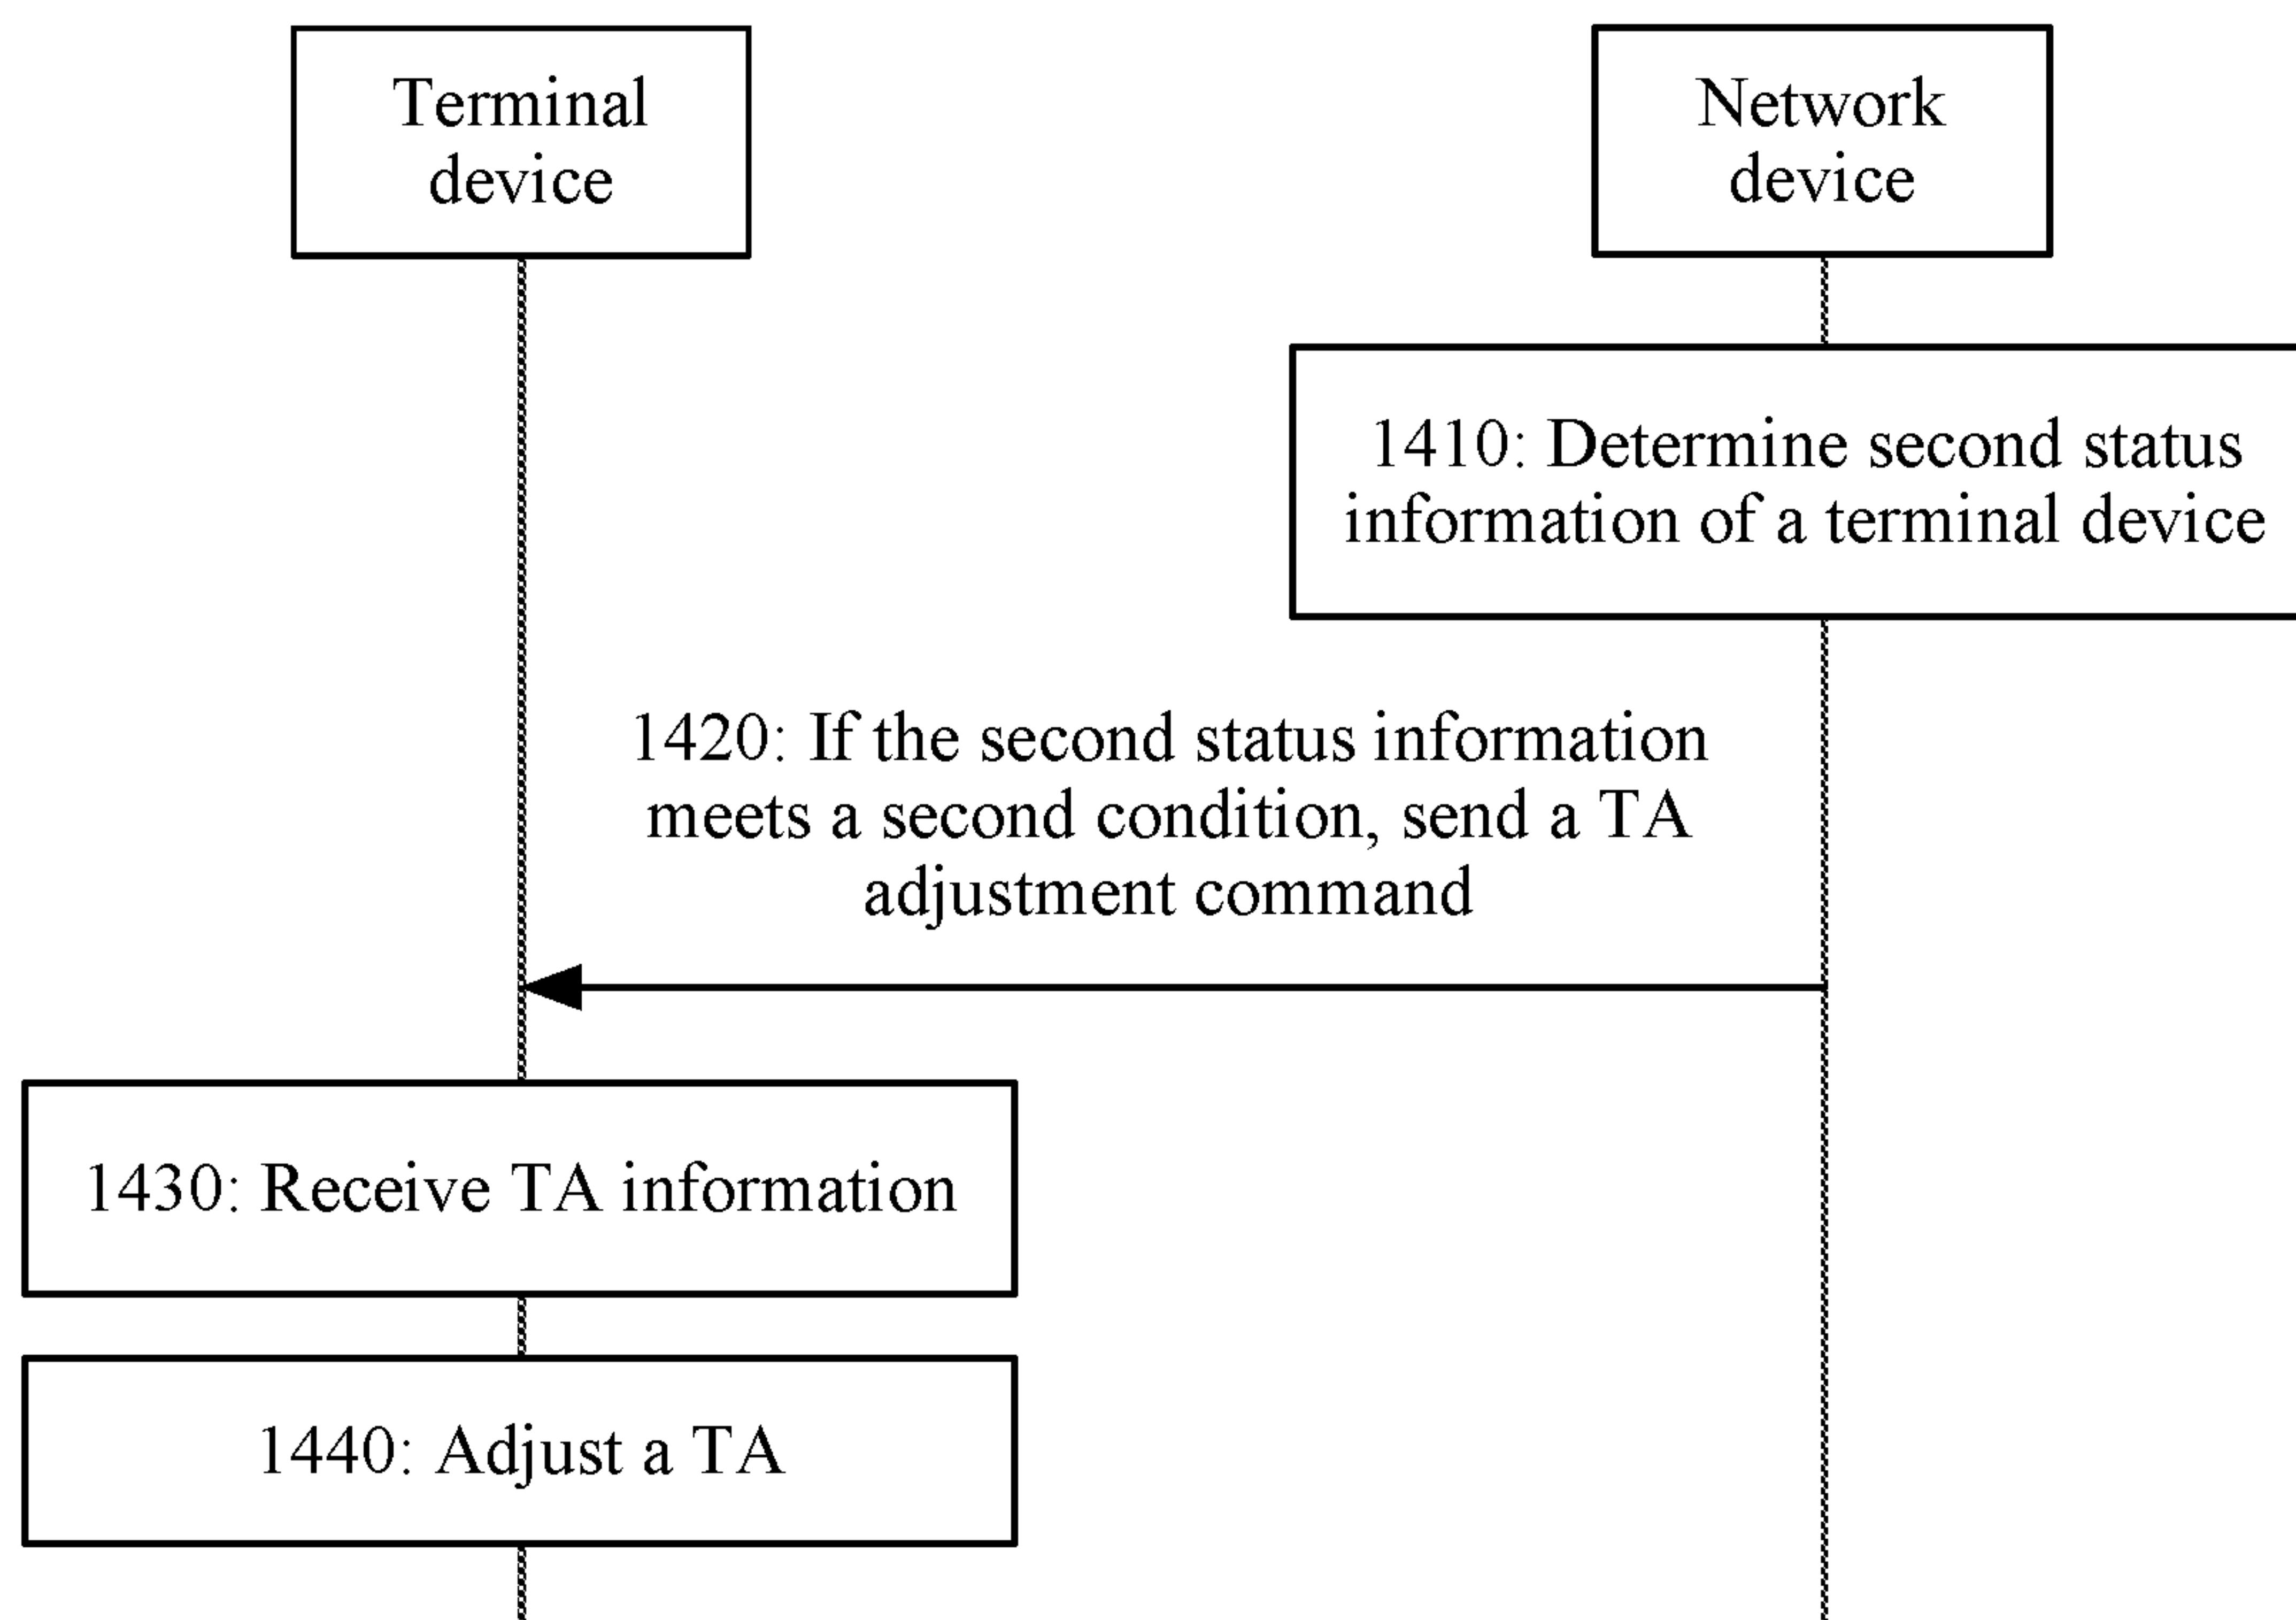 Terminal
device
Network
device
1410: Determine second status
information of a terminal device
1420: If the second status information
meets a second condition, send a TA
adjustment command
1430: Receive TA information
1440: Adjust a TA